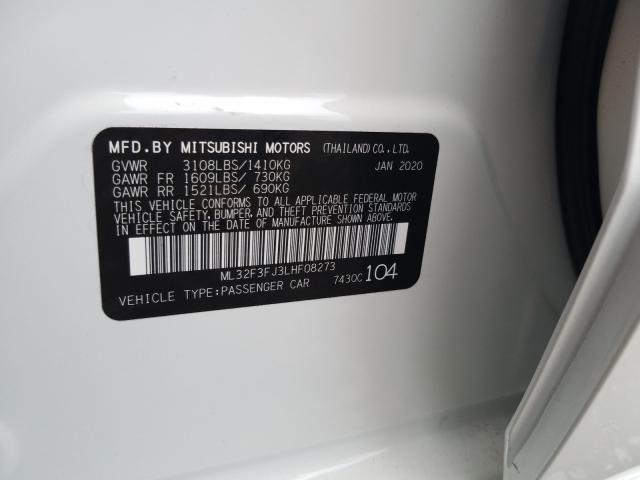 MFD.BY MITSUBISHI MOTORS (THAILAND)CO.,LTD.
GVWR 3108LBS/1410KG JAN 2020
GAWR FR 1609LBS/ 730KG
GAWR RR 1521LBS/ 690KG
THIS VEHICLE CONFORMS TO ALL APPLICABLE FEDERAL MOTOR
VEHICLE SAFETY, BUMPER, AND THEFT PREVENTION STANDARDS
IN EFFECT ON THE DATE OF MANUFACTURE SHOWN ABOVE.
ML32F3FJ3LHF08273
VEHICLE TYPE:PASSENGER CAR 7430C 104